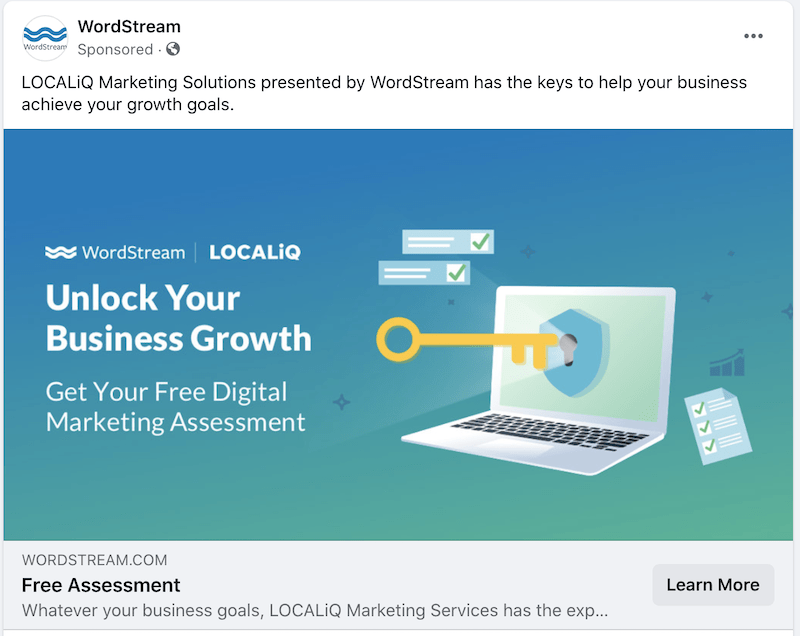 WordStream
WordStream
Sponsored ·
LOCALiQ Marketing Solutions presented by WordStream has the keys to help your business
achieve your growth goals.
WordStream | LOCALiQ
Unlock Your
Business Growth
Get Your Free Digital
Marketing Assessment
WORDSTREAM.COM
Free Assessment
Whatever your business goals, LOCALiQ Marketing Services has the exp...
Learn More